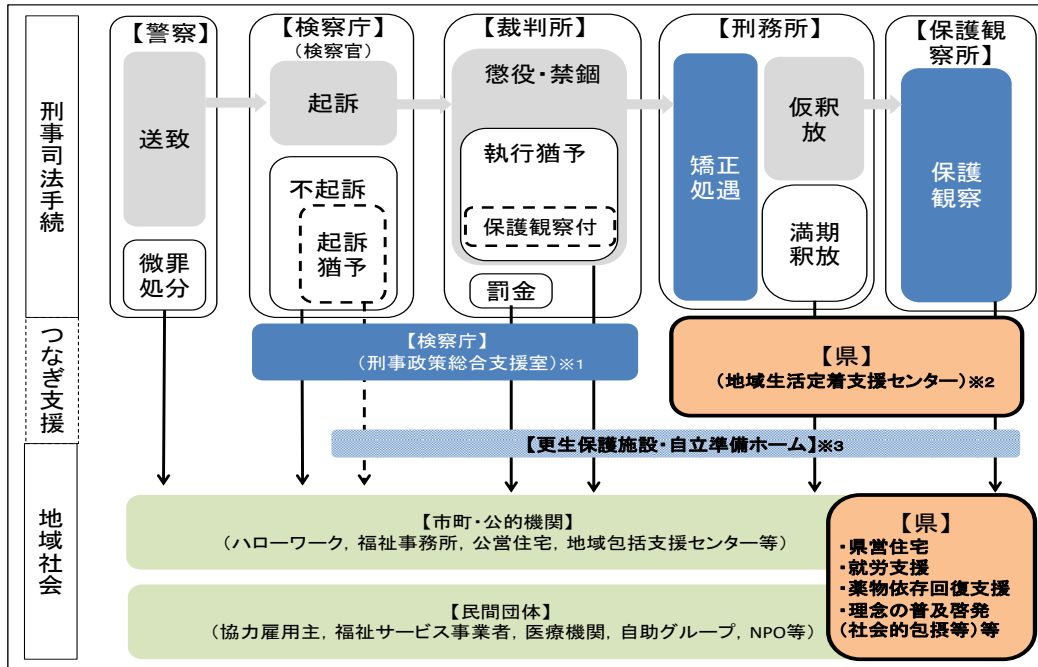 刑事司法手続
【警察】
送致
微罪
処分
【検察庁】
(検察官)
起訴
不起訴
起訴
猶予
【裁判所】
懲役・禁錮
執行猶予
保護観察付
罰金
【刑務所】
矯正
処遇
仮釈
放
満期
釈放
【保護観
察所】
保護
観察
つなぎ支援
【検察庁】
(刑事政策総合支援室)※1
【県】
(地域生活定着支援センター)※2
【更生保護施設・自立準備ホーム】※3
地域社会
【市町・公的機関】
(ハローワーク, 福祉事務所, 公営住宅, 地域包括支援センター等)
【民間団体】
(協力雇用主, 福祉サービス事業者, 医療機関, 自助グループ, NPO等)
【県】
・県営住宅
・就労支援
・薬物依存回復支援
・理念の普及啓発
(社会的包摂等)等